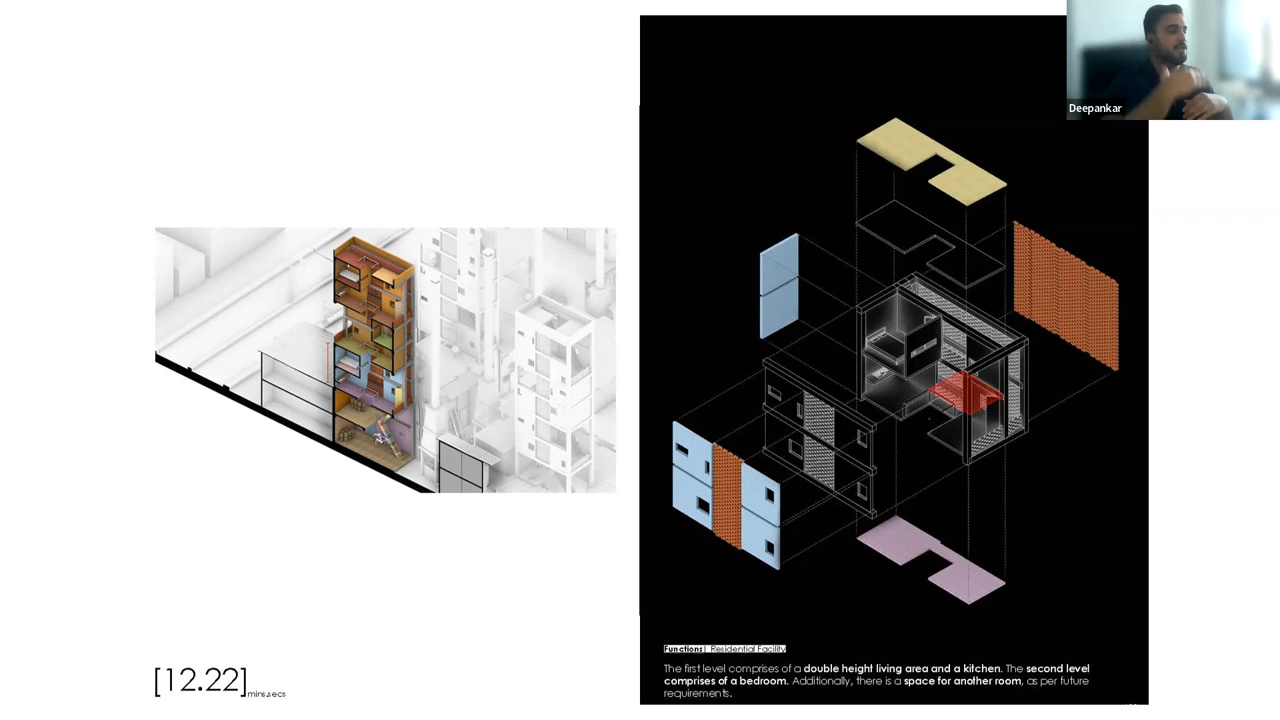 Deepankar
Functions| Residential Facility
The first level comprises of a double height living area and a kitchen. The second level
comprises of a bedroom. Additionally, there is a space for another room, as per future
requirements.
[12.22]mins.secs